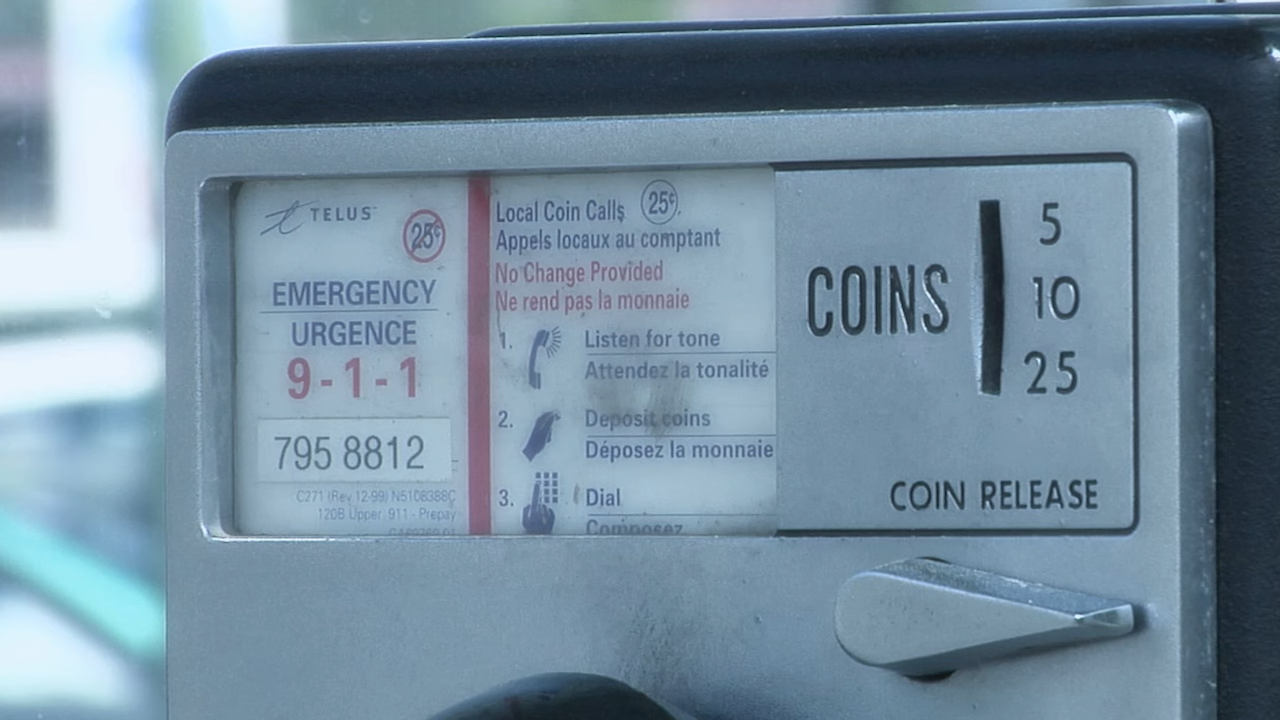 TELUS
25¢
EMERGENCY
URGENCE
9-1-1
795 8812
C271 (Rev. 12-99) N5108388C
120B Upper 911 - Prepay
Local Coin Calls 25¢
Appels locaux au comptant
No Change Provided
Ne rend pas la monnaie
1. Listen for tone
Attendez la tonalité
2. Deposit coins
Déposez la monnaie
3. Dial
Composez
COINS
5
10
25
COIN RELEASE